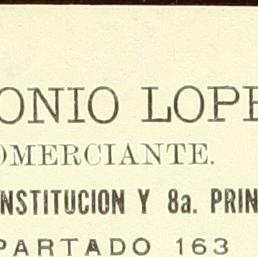 ONIO LOPE
OMERCIANTE.
NSTITUCION Y 8a. PRIN
PARTADO 163